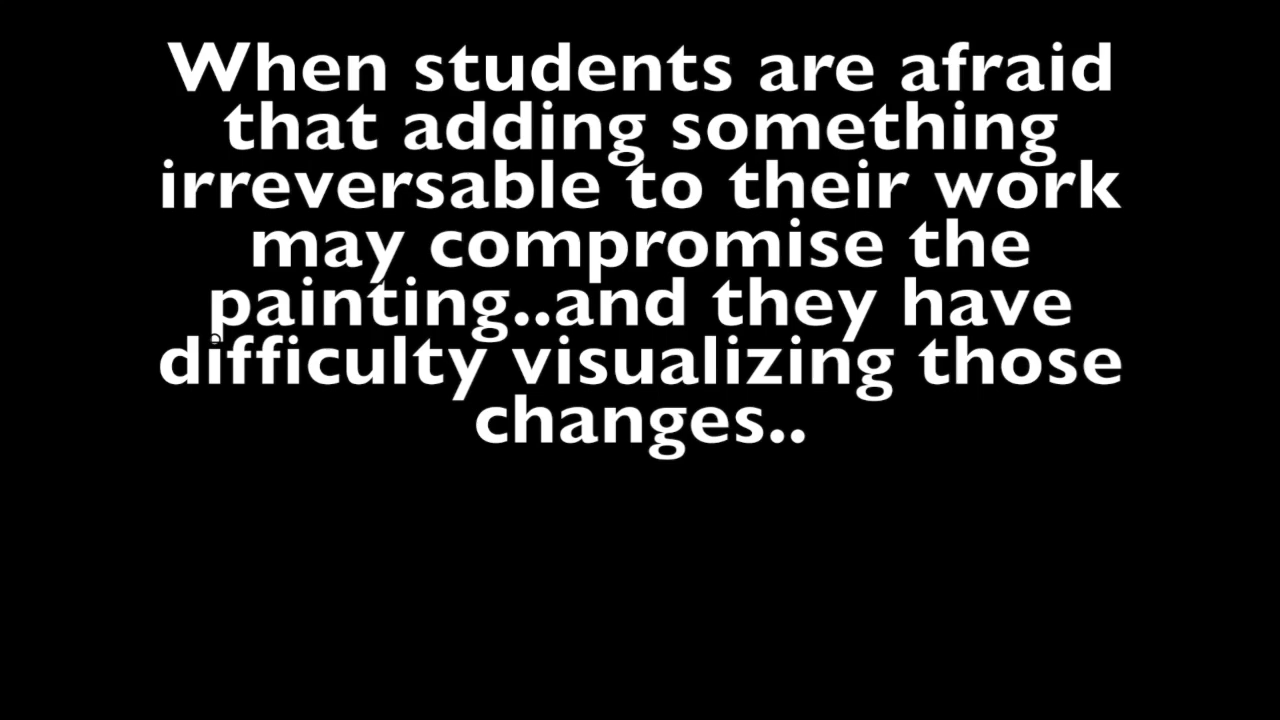 When students are afraid
that adding something
irreversable to their work
may compromise the
painting..and they have
difficulty visualizing those
changes..